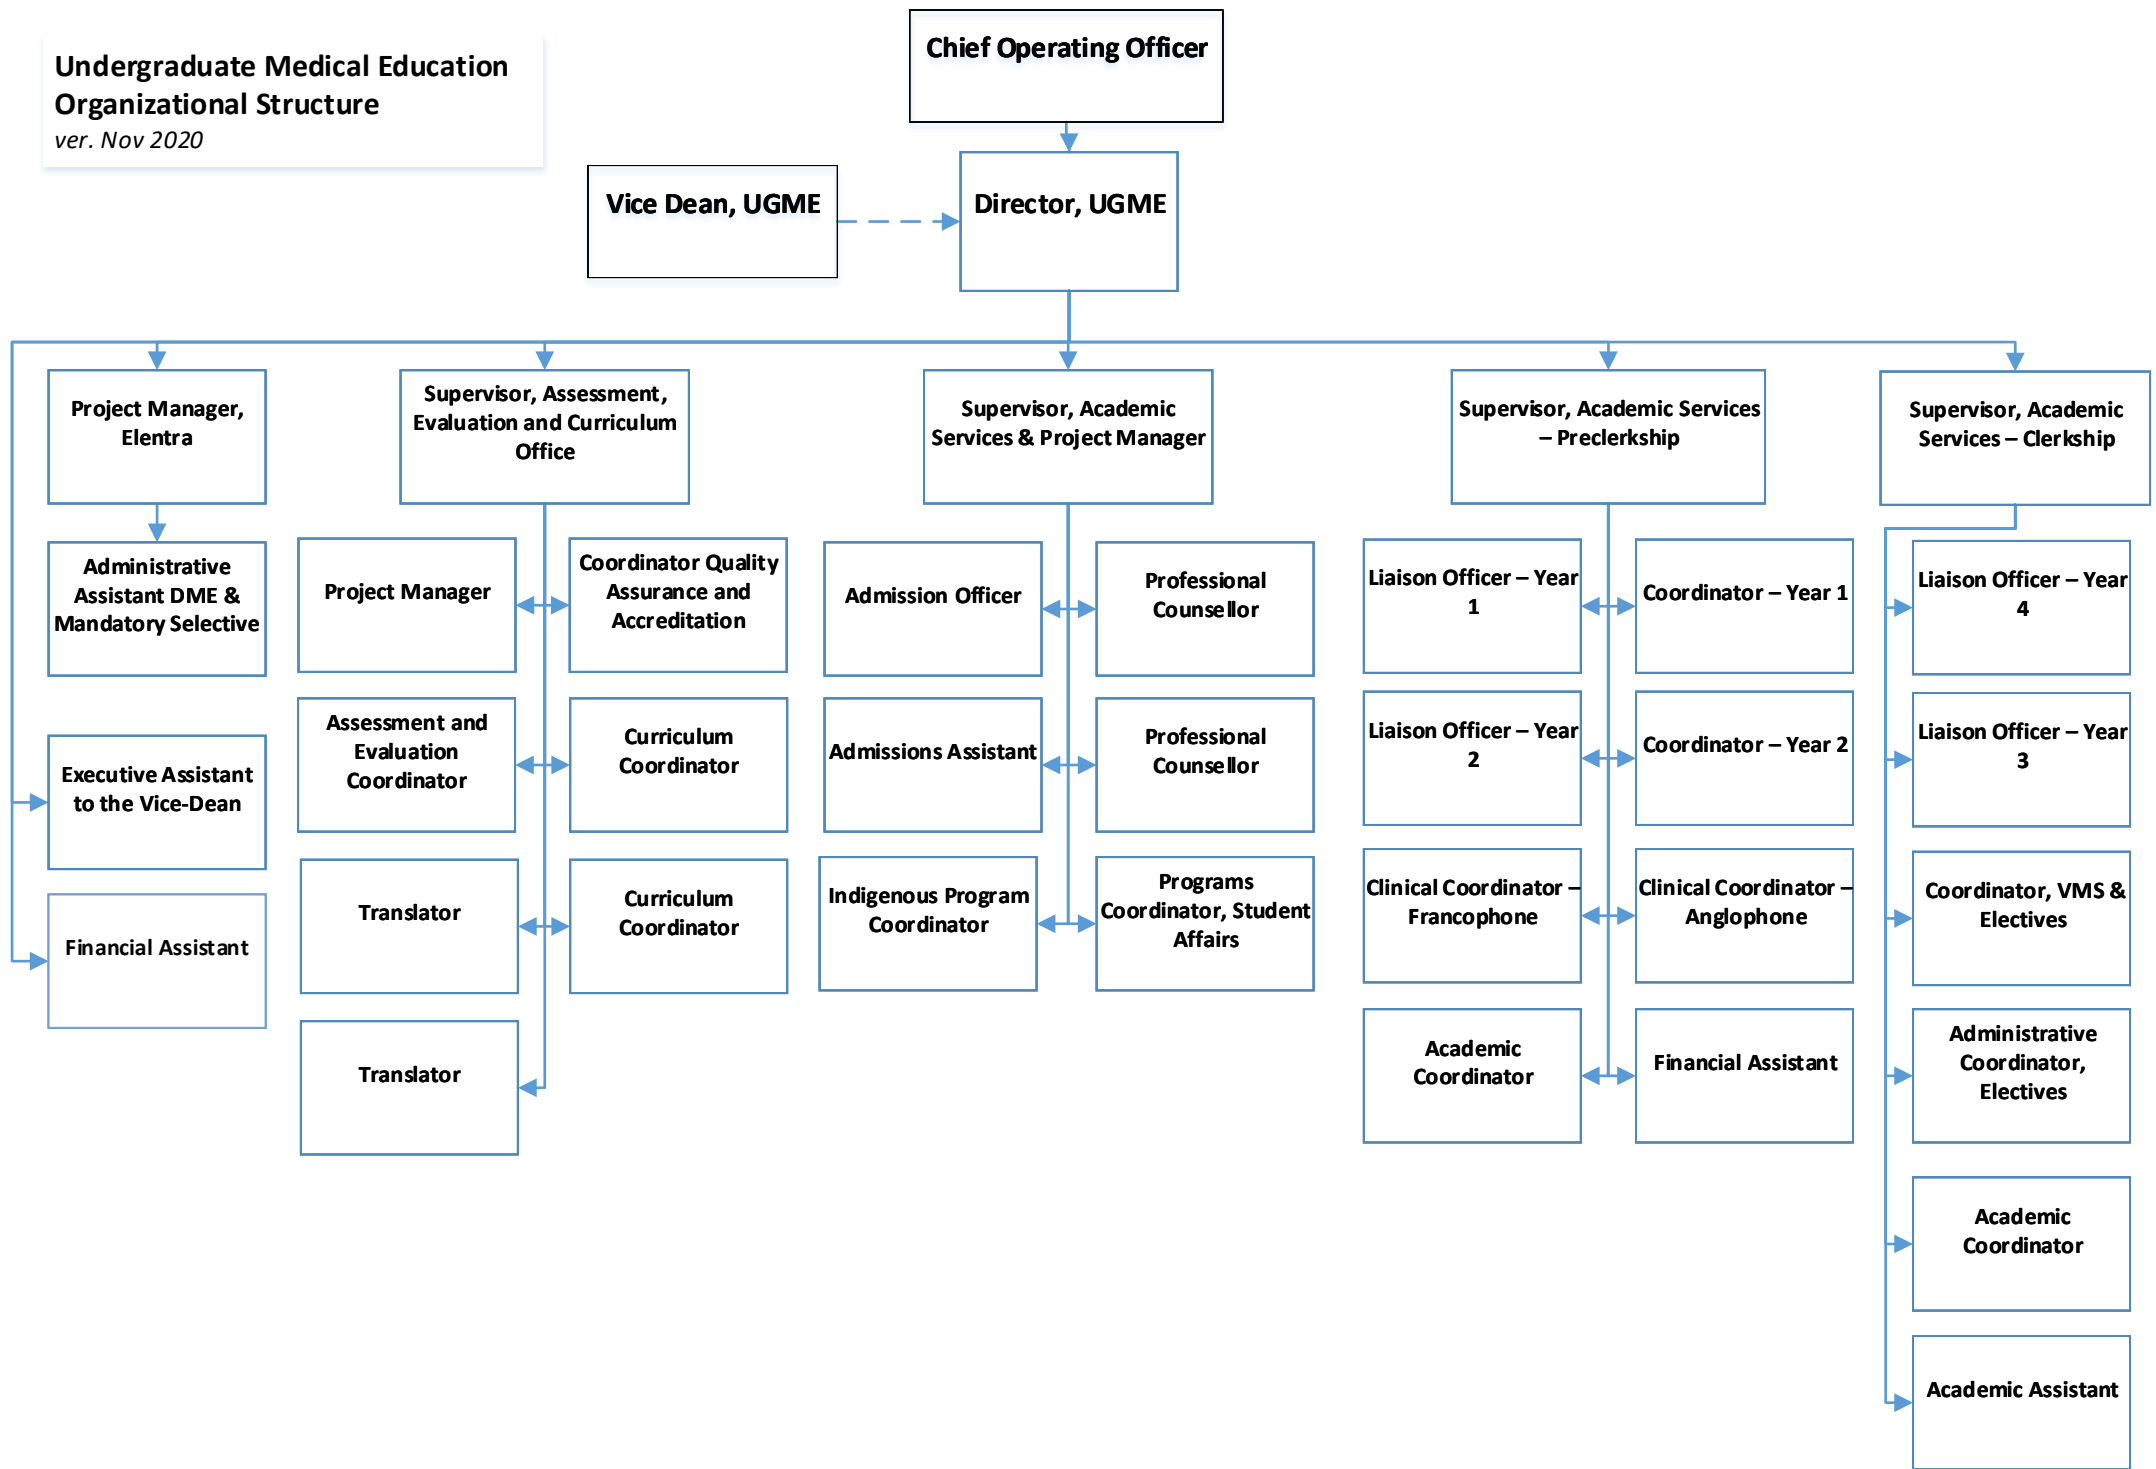 Undergraduate Medical Education
Organizational Structure
ver. Nov 2020
Chief Operating Officer
Vice Dean, UGME
Director, UGME
Project Manager,
Elentra
Supervisor, Assessment,
Evaluation and Curriculum
Office
Supervisor, Academic
Services & Project Manager
Supervisor, Academic Services
– Preclerkship
Supervisor, Academic
Services – Clerkship
Administrative
Assistant DME &
Mandatory Selective
Executive Assistant
to the Vice-Dean
Financial Assistant
Project Manager
Coordinator Quality
Assurance and
Accreditation
Assessment and
Evaluation
Coordinator
Curriculum
Coordinator
Translator
Curriculum
Coordinator
Translator
Admission Officer
Professional
Counsellor
Admissions Assistant
Professional
Counsellor
Indigenous Program
Coordinator
Programs
Coordinator, Student
Affairs
Liaison Officer – Year
1
Coordinator – Year 1
Liaison Officer – Year
2
Coordinator – Year 2
Clinical Coordinator –
Francophone
Clinical Coordinator –
Anglophone
Academic
Coordinator
Financial Assistant
Liaison Officer – Year
4
Liaison Officer – Year
3
Coordinator, VMS &
Electives
Administrative
Coordinator,
Electives
Academic
Coordinator
Academic Assistant